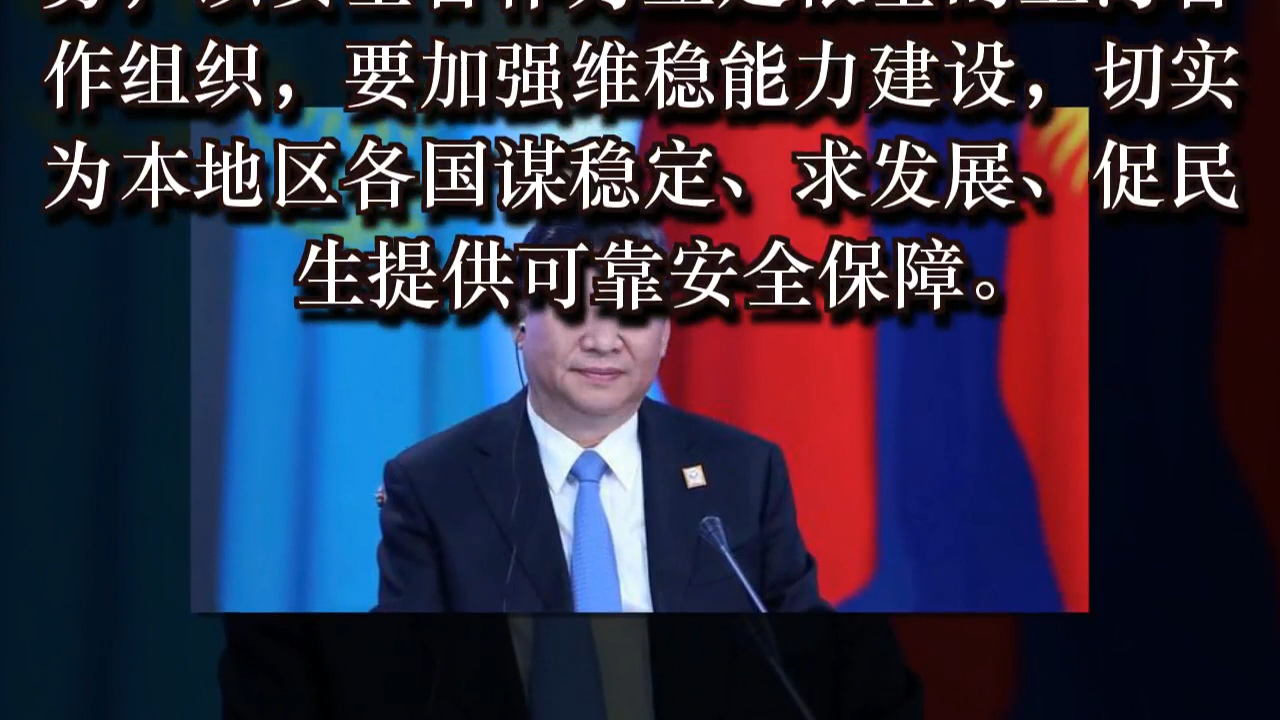 作组织，要加强维稳能力建设，切实
为本地区各国谋稳定、求发展、促民
生提供可靠安全保障。